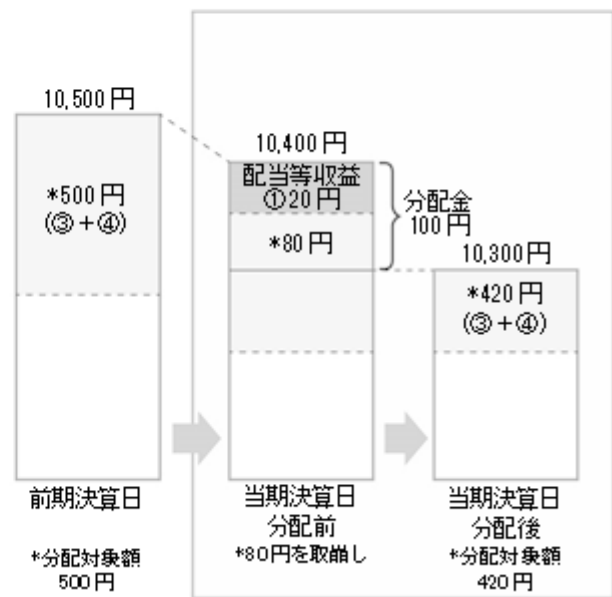 10,500円
*500円
(③+④)
前期決算日
*分配対象額
500円
10,400円
配当等収益
①20円
*80円
分配金
100円
当期決算日
分配前
*80円を取崩し
10,300円
*420円
(③+④)
当期決算日
分配後
*分配対象額
420円